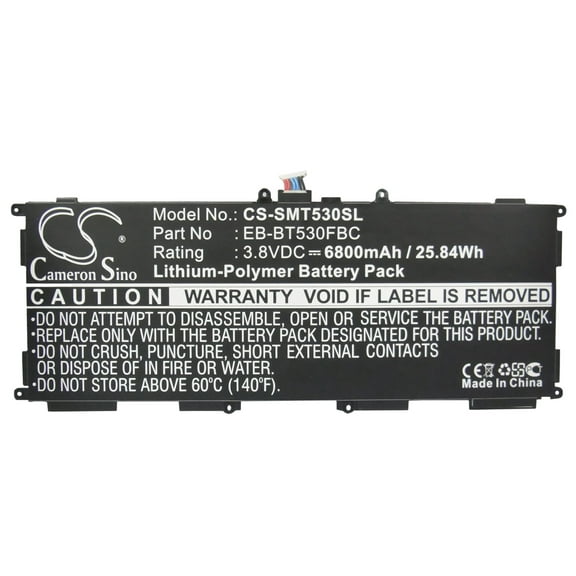 CS
Cameron Sino
Model No.: CS-SMT530SL
Part No : EB-BT530FBC
Rating : 3.8VDC⎓6800mAh / 25.84Wh
Lithium-Polymer Battery Pack
CAUTION WARRANTY VOID IF LABEL IS REMOVED
•DO NOT ATTEMPT TO DISASSEMBLE, OPEN OR SERVICE THE BATTERY PACK
•REPLACE ONLY WITH THE BATTERY PACK DESIGNATED FOR THIS PRODUCT
•DO NOT CRUSH, PUNCTURE, SHORT EXTERNAL CONTACTS
OR DISPOSE OF IN FIRE OR WATER
•DO NOT STORE ABOVE 60°C (140°F)
CE
Made In China